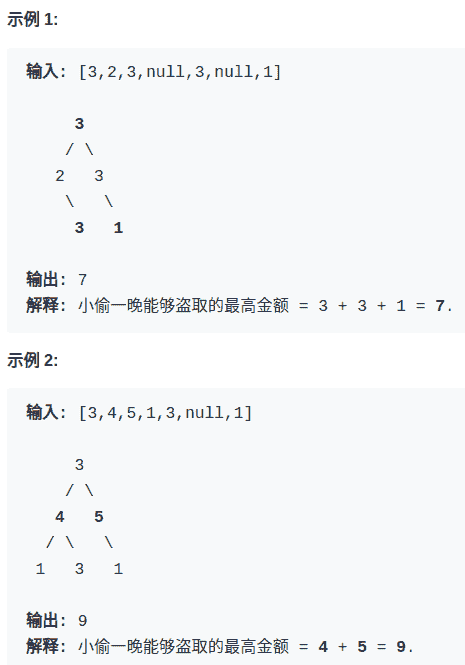 示例 1:
输入: [3,2,3,null,3,null,1]
3
/ \
2   3
\   \
3   1
输出: 7
解释: 小偷一晚能够盗取的最高金额 = 3 + 3 + 1 = 7.
示例 2:
输入: [3,4,5,1,3,null,1]
3
/ \
4   5
/ \   \
1   3   1
输出: 9
解释: 小偷一晚能够盗取的最高金额 = 4 + 5 = 9.